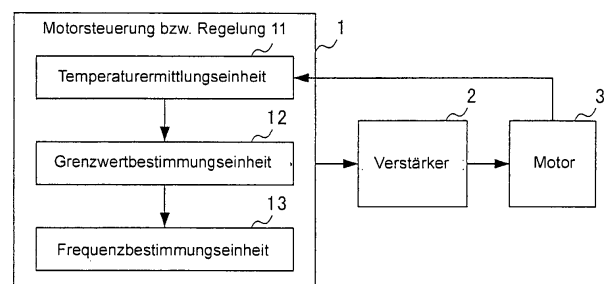 Motorsteuerung bzw. Regelung 11
1
Temperaturermittlungseinheit
12
2
3
Grenzwertbestimmungseinheit
Verstärker
Motor
13
Frequenzbestimmungseinheit